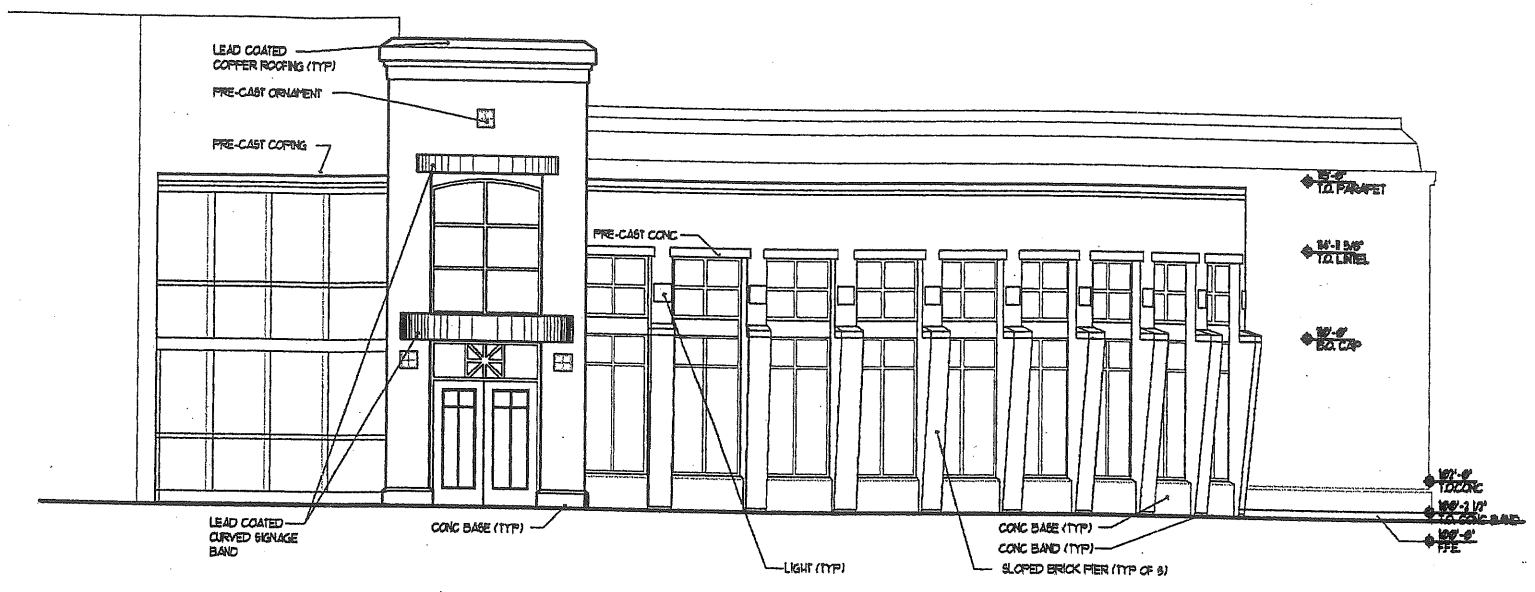 LEAD COATED
COPPER ROOFING (TYP)
PRE-CAST ORNAMENT
PRE-CAST COPING
PRE-CAST CONC
T.O. PARAPET
T.O. LINTEL
B.O. CAP
T.O.CONC
T.O. CONC BAND
F.F.E.
LEAD COATED
CURVED SIGNAGE
BAND
CONC BASE (TYP)
CONC BASE (TYP)
CONC BAND (TYP)
LIGHT (TYP)
SLOPED BRICK PIER (TYP OF